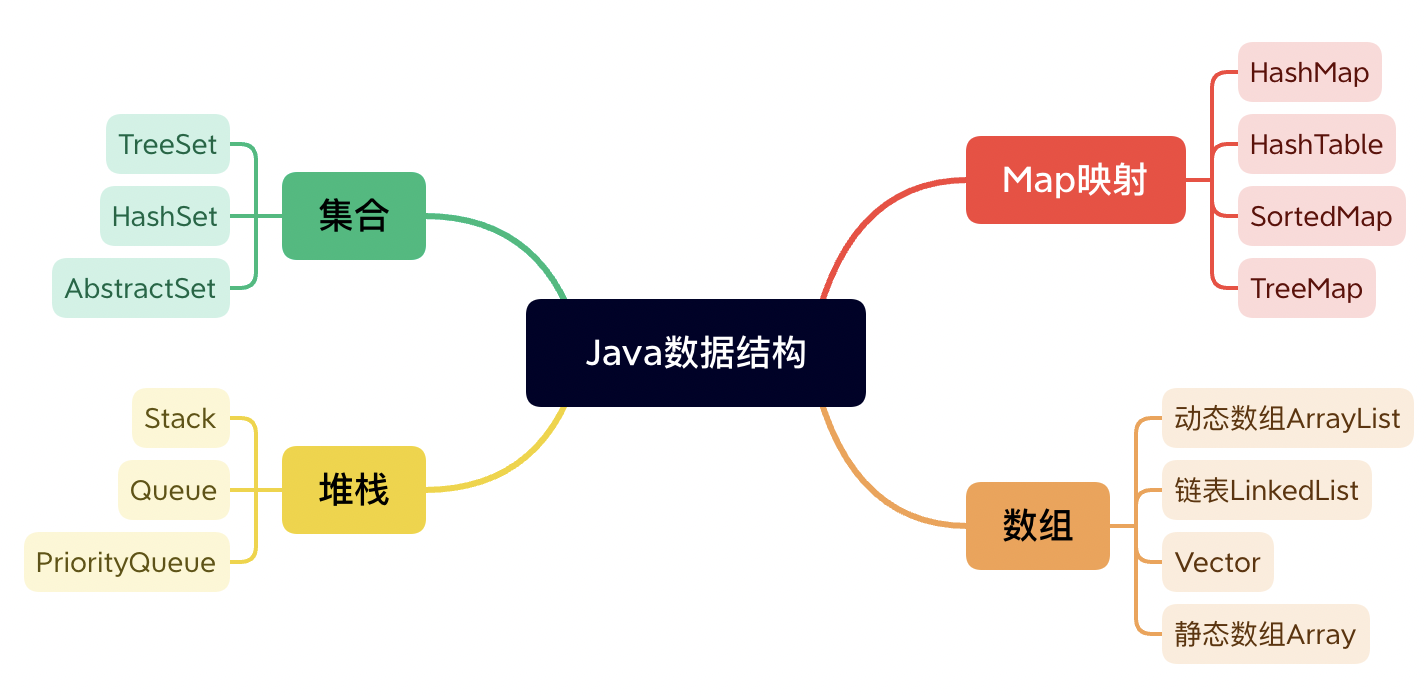 Java数据结构
Map映射
HashMap
HashTable
SortedMap
TreeMap
数组
动态数组ArrayList
链表LinkedList
Vector
静态数组Array
集合
TreeSet
HashSet
AbstractSet
堆栈
Stack
Queue
PriorityQueue